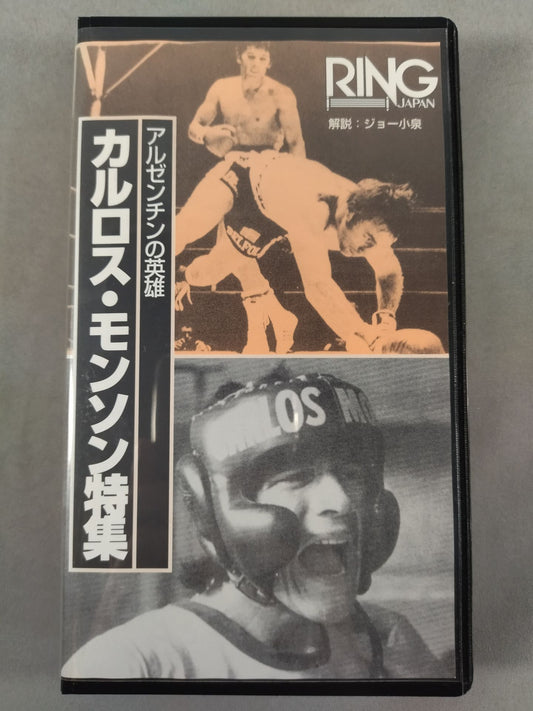 RING
JAPAN
解説：ジョー小泉
アルゼンチンの英雄
カルロス・モンソン特集
LOS